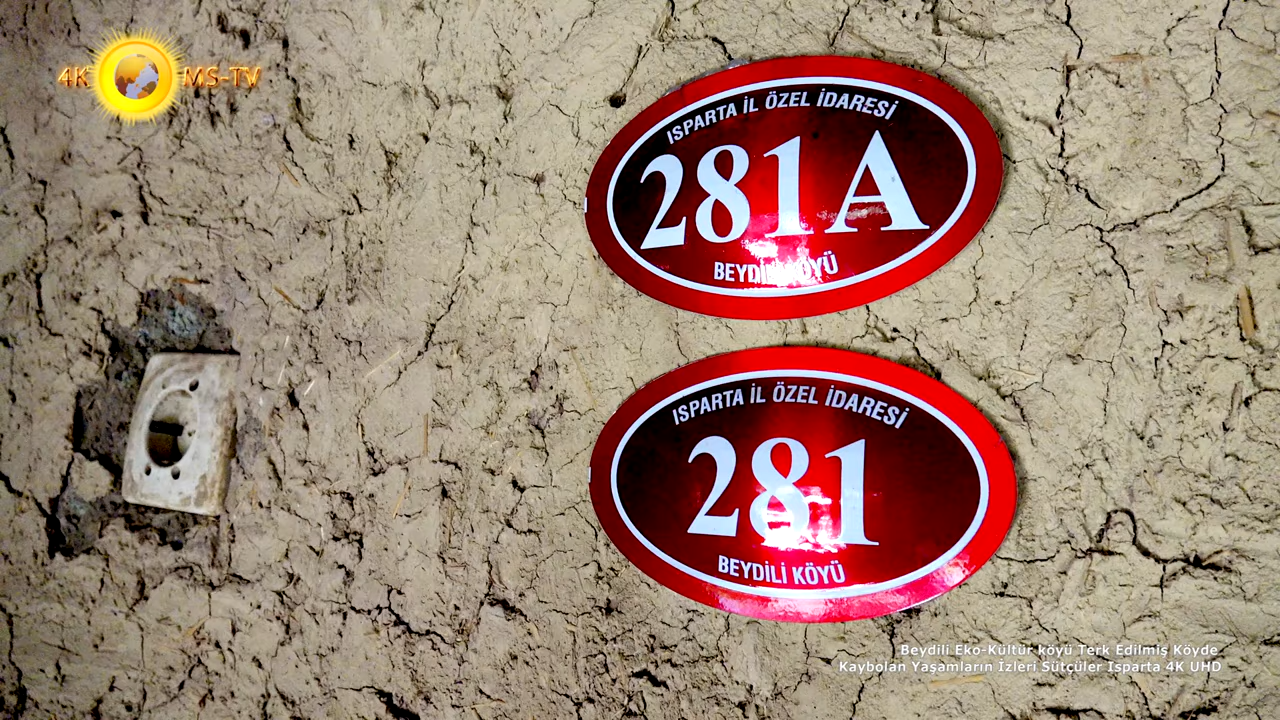 4K MS-TV
ISPARTA İL ÖZEL İDARESİ
281 A
BEYDİLİ KÖYÜ
ISPARTA İL ÖZEL İDARESİ
281
BEYDİLİ KÖYÜ
Beydili Eko-Kültür köyü Terk Edilmiş Köyde
Kaybolan Yaşamların İzleri Sütçüler Isparta 4K UHD